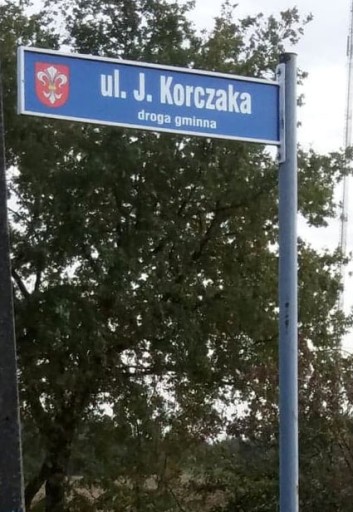 ul. J. Korczaka
droga gminna